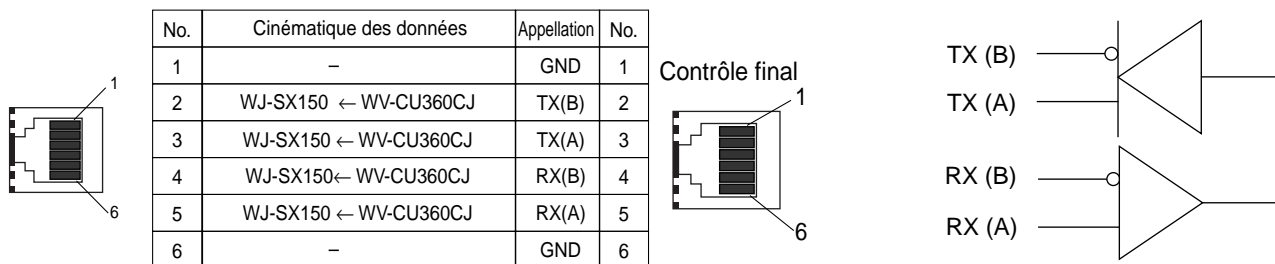 1
6
No. Cinématique des données Appellation No.
1 – GND 1
2 WJ-SX150 ← WV-CU360CJ TX(B) 2
3 WJ-SX150 ← WV-CU360CJ TX(A) 3
4 WJ-SX150← WV-CU360CJ RX(B) 4
5 WJ-SX150 ← WV-CU360CJ RX(A) 5
6 – GND 6
Contrôle final
1
6
TX (B)
TX (A)
RX (B)
RX (A)